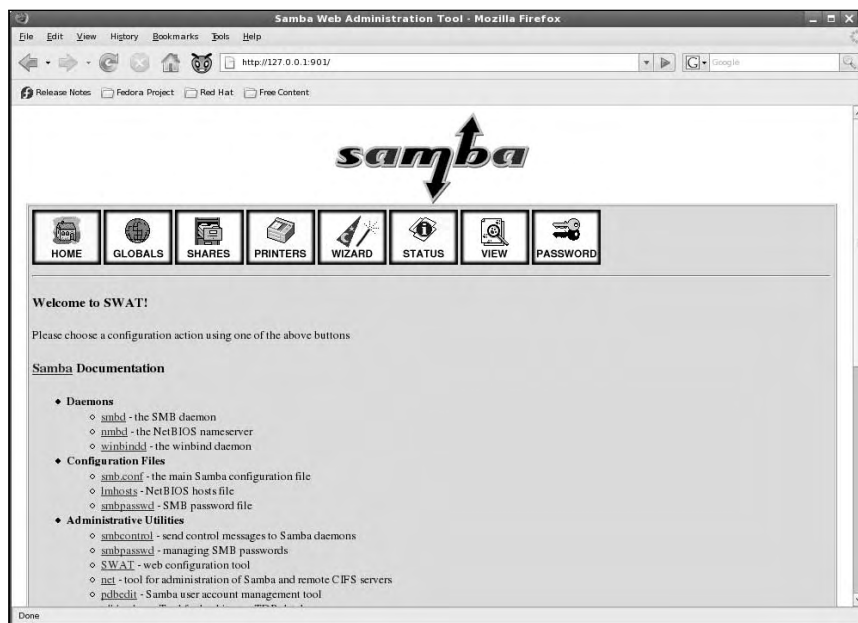 Samba Web Administration Tool - Mozilla Firefox
File Edit View History Bookmarks Tools Help
http://127.0.0.1:901/
G Google
Release Notes Fedora Project Red Hat Free Content
samba
HOME GLOBALS SHARES PRINTERS WIZARD STATUS VIEW PASSWORD
Welcome to SWAT!
Please choose a configuration action using one of the above buttons
Samba Documentation
Daemons
smbd - the SMB daemon
nmbd - the NetBIOS nameserver
winbindd - the winbind daemon
Configuration Files
smb.conf - the main Samba configuration file
lmhosts - NetBIOS hosts file
smbpasswd - SMB password file
Administrative Utilities
smbcontrol - send control messages to Samba daemons
smbpasswd - managing SMB passwords
SWAT - web configuration tool
net - tool for administration of Samba and remote CIFS servers
pdbedit - Samba user account management tool
Done